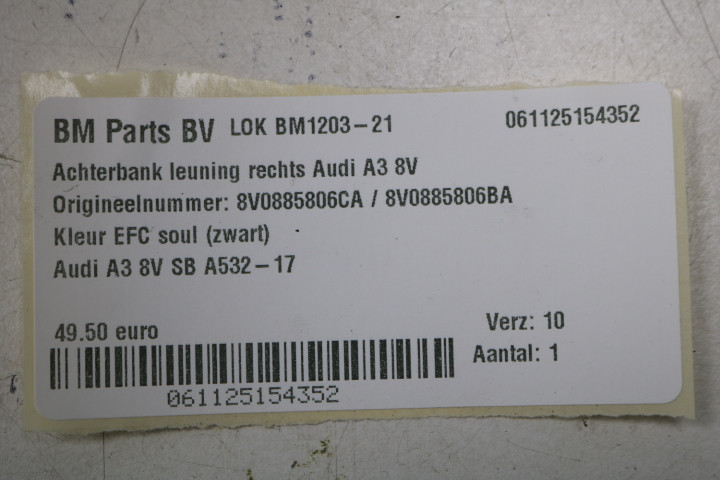 BM Parts BV LOK BM1203-21 061125154352
Achterbank leuning rechts Audi A3 8V
Origineelnummer: 8V0885806CA / 8V0885806BA
Kleur EFC soul (zwart)
Audi A3 8V SB A532-17
49.50 euro Verz: 10
Aantal: 1
061125154352